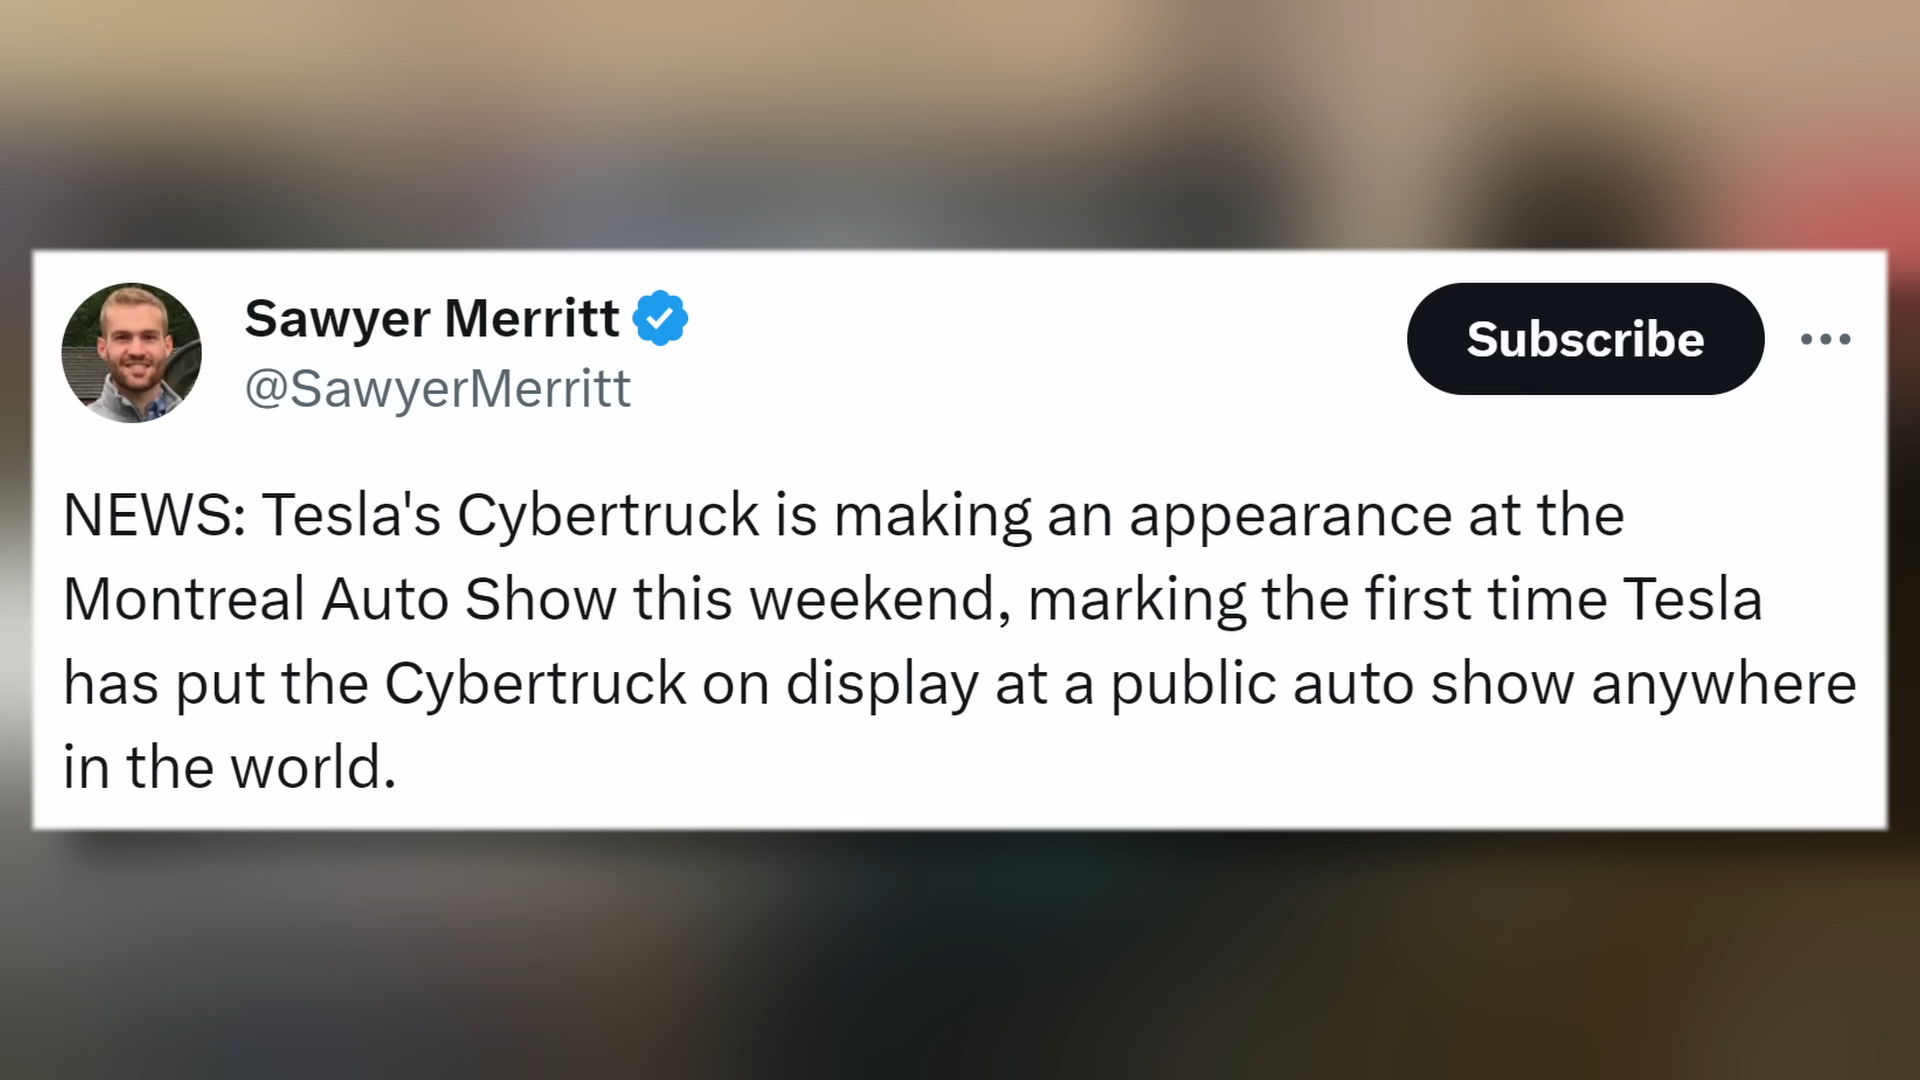 Sawyer Merritt
@SawyerMerritt
Subscribe
NEWS: Tesla's Cybertruck is making an appearance at the
Montreal Auto Show this weekend, marking the first time Tesla
has put the Cybertruck on display at a public auto show anywhere
in the world.